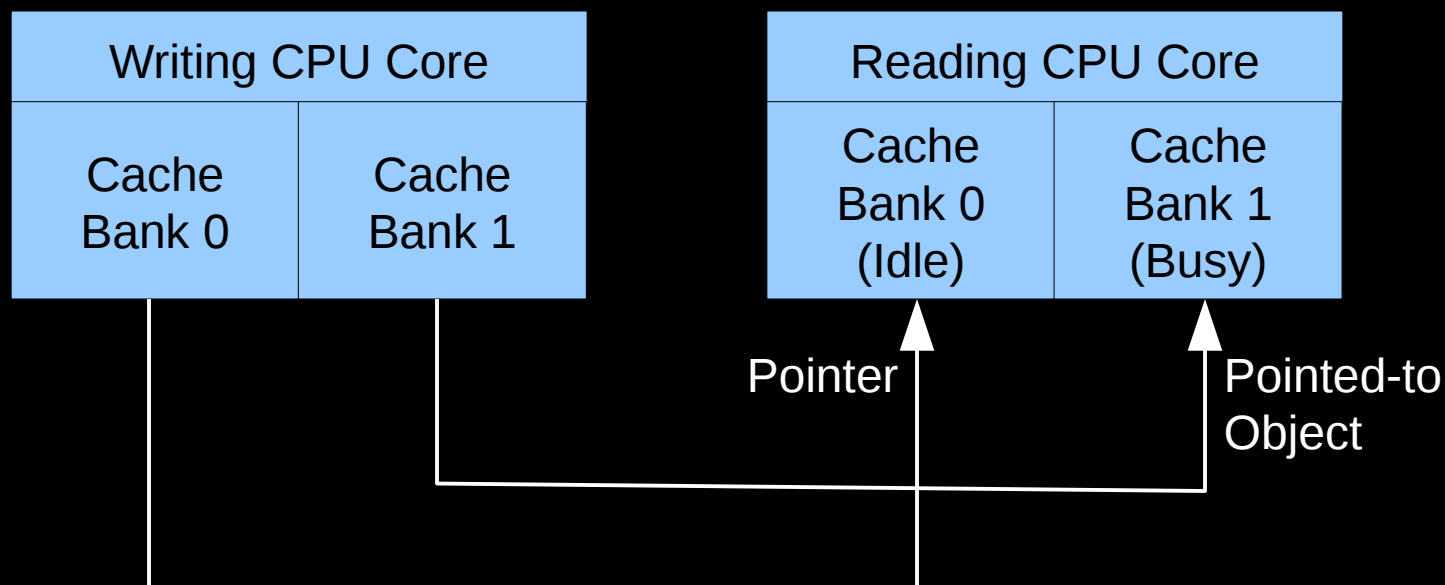 Writing CPU Core
Cache
Bank 0
Cache
Bank 1
Reading CPU Core
Cache
Bank 0
(Idle)
Cache
Bank 1
(Busy)
Pointer
Pointed-to
Object